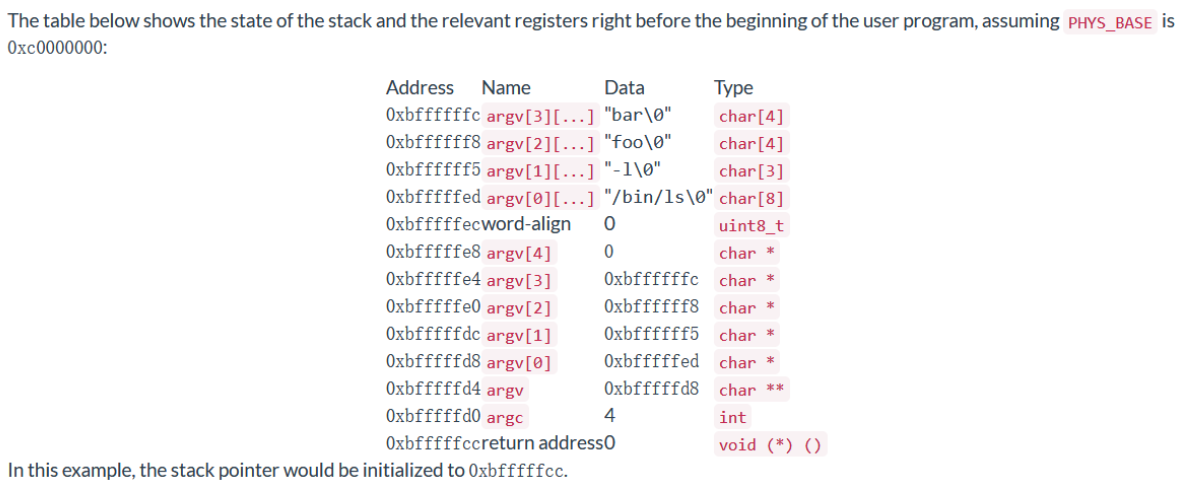 The table below shows the state of the stack and the relevant registers right before the beginning of the user program, assuming PHYS_BASE is
0xc0000000:
Address Name Data Type
0xbffffffc argv[3][...] "bar\0" char[4]
0xbffffff8 argv[2][...] "foo\0" char[4]
0xbffffff5 argv[1][...] "-l\0" char[3]
0xbfffffed argv[0][...] "/bin/ls\0" char[8]
0xbfffffec word-align 0 uint8_t
0xbfffffe8 argv[4] 0 char *
0xbfffffe4 argv[3] 0xbffffffc char *
0xbfffffe0 argv[2] 0xbffffff8 char *
0xbfffffdc argv[1] 0xbffffff5 char *
0xbfffffd8 argv[0] 0xbfffffed char *
0xbfffffd4 argv 0xbfffffd8 char **
0xbfffffd0 argc 4 int
0xbfffffcc return address 0 void (*) ()
In this example, the stack pointer would be initialized to 0xbfffffcc.